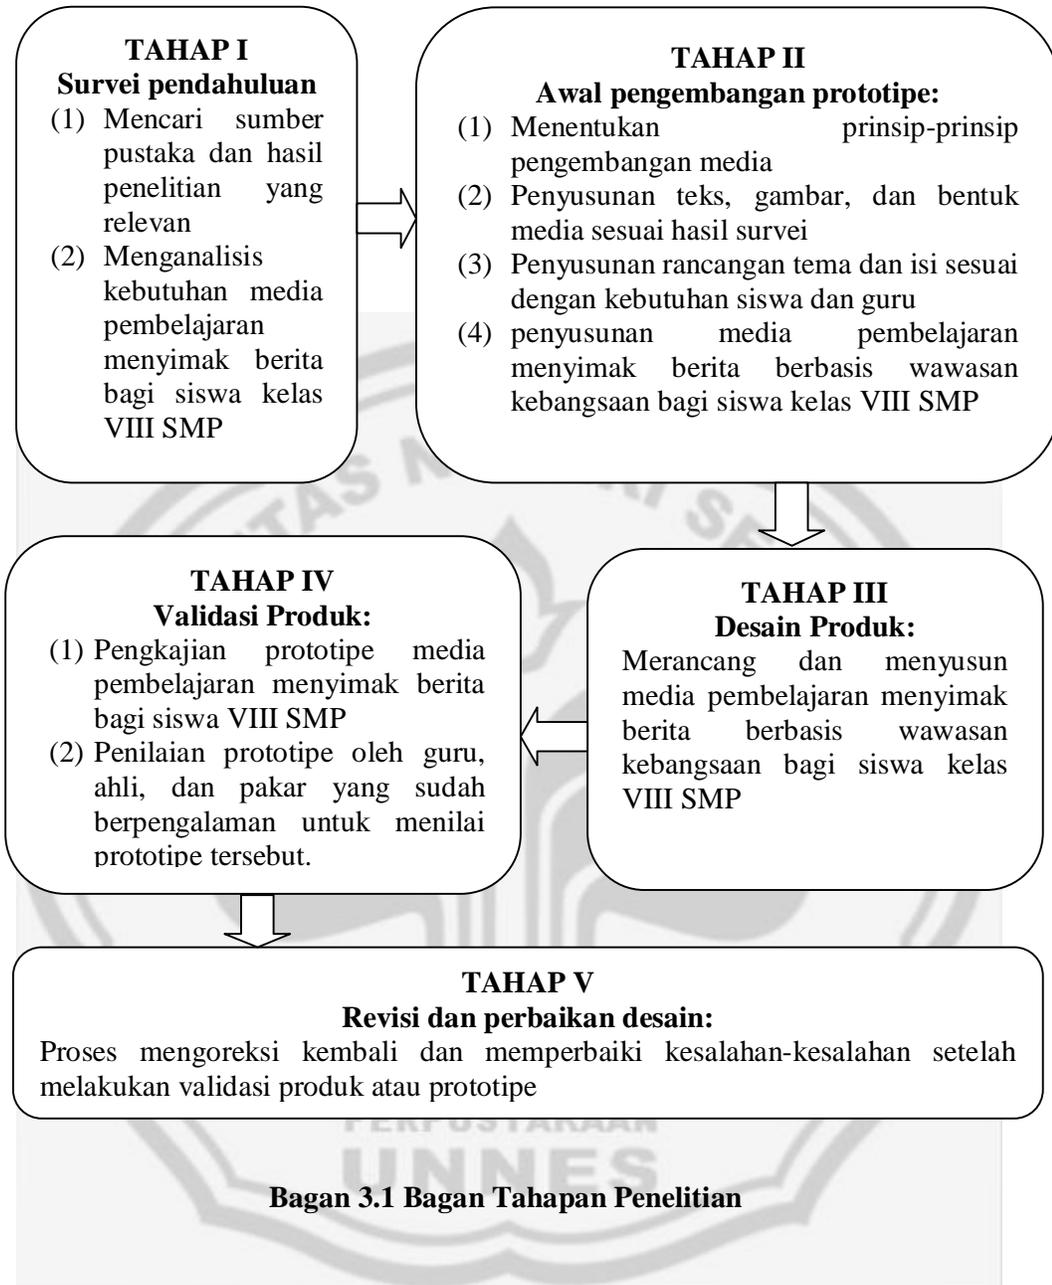 TAHAP I
Survei pendahuluan
(1) Mencari sumber
pustaka dan hasil
penelitian yang
relevan
(2) Menganalisis
kebutuhan media
pembelajaran
menyimak berita
bagi siswa kelas
VIII SMP
TAHAP II
Awal pengembangan prototipe:
(1) Menentukan prinsip-prinsip
pengembangan media
(2) Penyusunan teks, gambar, dan bentuk
media sesuai hasil survei
(3) Penyusunan rancangan tema dan isi sesuai
dengan kebutuhan siswa dan guru
(4) penyusunan media pembelajaran
menyimak berita berbasis wawasan
kebangsaan bagi siswa kelas VIII SMP
TAHAP III
Desain Produk:
Merancang dan menyusun
media pembelajaran menyimak
berita berbasis wawasan
kebangsaan bagi siswa kelas
VIII SMP
TAHAP IV
Validasi Produk:
(1) Pengkajian prototipe media
pembelajaran menyimak berita
bagi siswa VIII SMP
(2) Penilaian prototipe oleh guru,
ahli, dan pakar yang sudah
berpengalaman untuk menilai
prototipe tersebut.
TAHAP V
Revisi dan perbaikan desain:
Proses mengoreksi kembali dan memperbaiki kesalahan-kesalahan setelah
melakukan validasi produk atau prototipe
PERPUSTAKAAN
UNNES
Bagan 3.1 Bagan Tahapan Penelitian